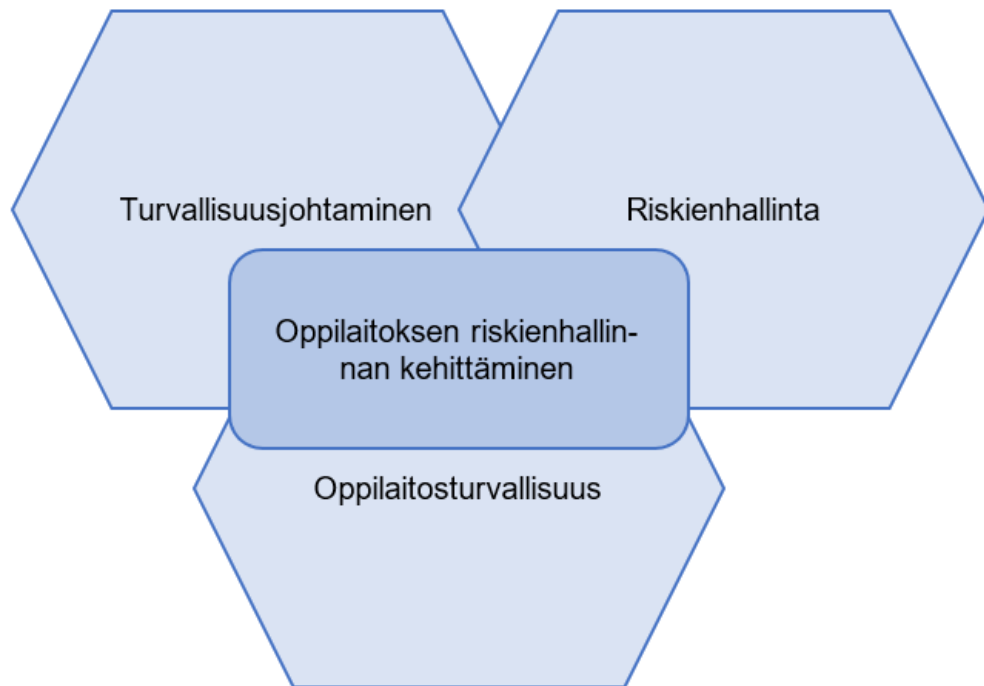 Turvallisuusjohtaminen
Riskienhallinta
Oppilaitoksen riskienhallin-
nan kehittäminen
Oppilaitosturvallisuus